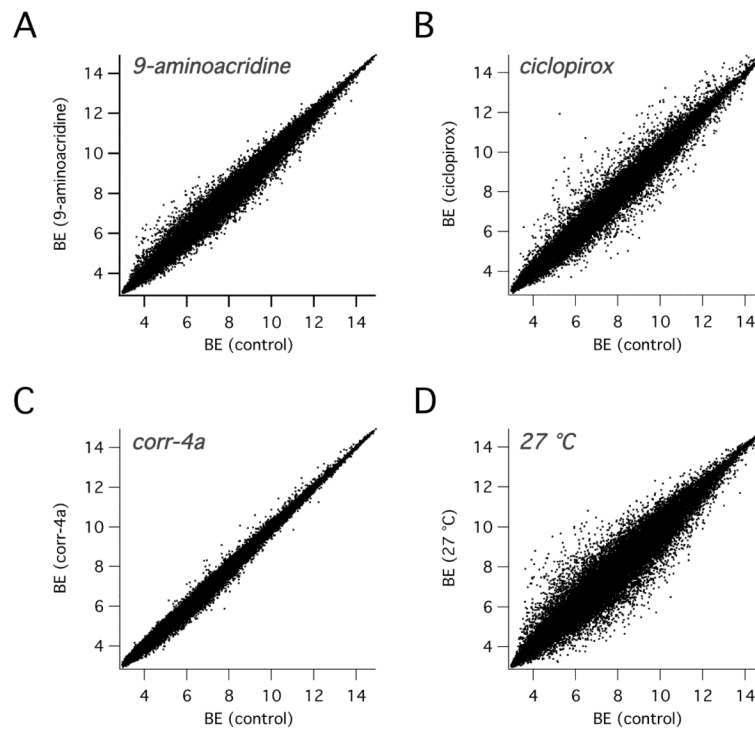 A
9-aminoacridine
BE (9-aminoacridine)
14
12
10
8
6
4
4 6 8 10 12 14
BE (control)
B
ciclopirox
BE (ciclopirox)
14
12
10
8
6
4
4 6 8 10 12 14
BE (control)
C
corr-4a
BE (corr-4a)
14
12
10
8
6
4
4 6 8 10 12 14
BE (control)
D
27 °C
BE (27 °C)
14
12
10
8
6
4
4 6 8 10 12 14
BE (control)